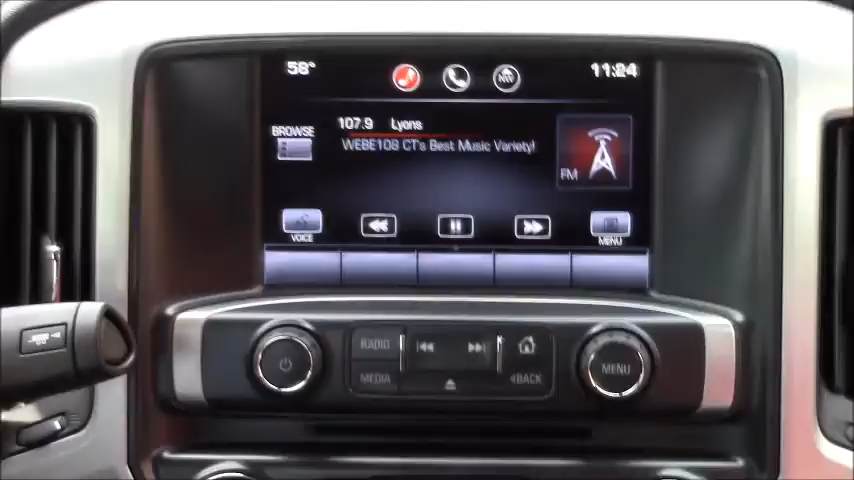 58°
NW
11:24
BROWSE
107.9 Lyons
WEBE108 CT's Best Music Variety!
FM
VOICE
MENU
RADIO
MEDIA
BACK
MENU